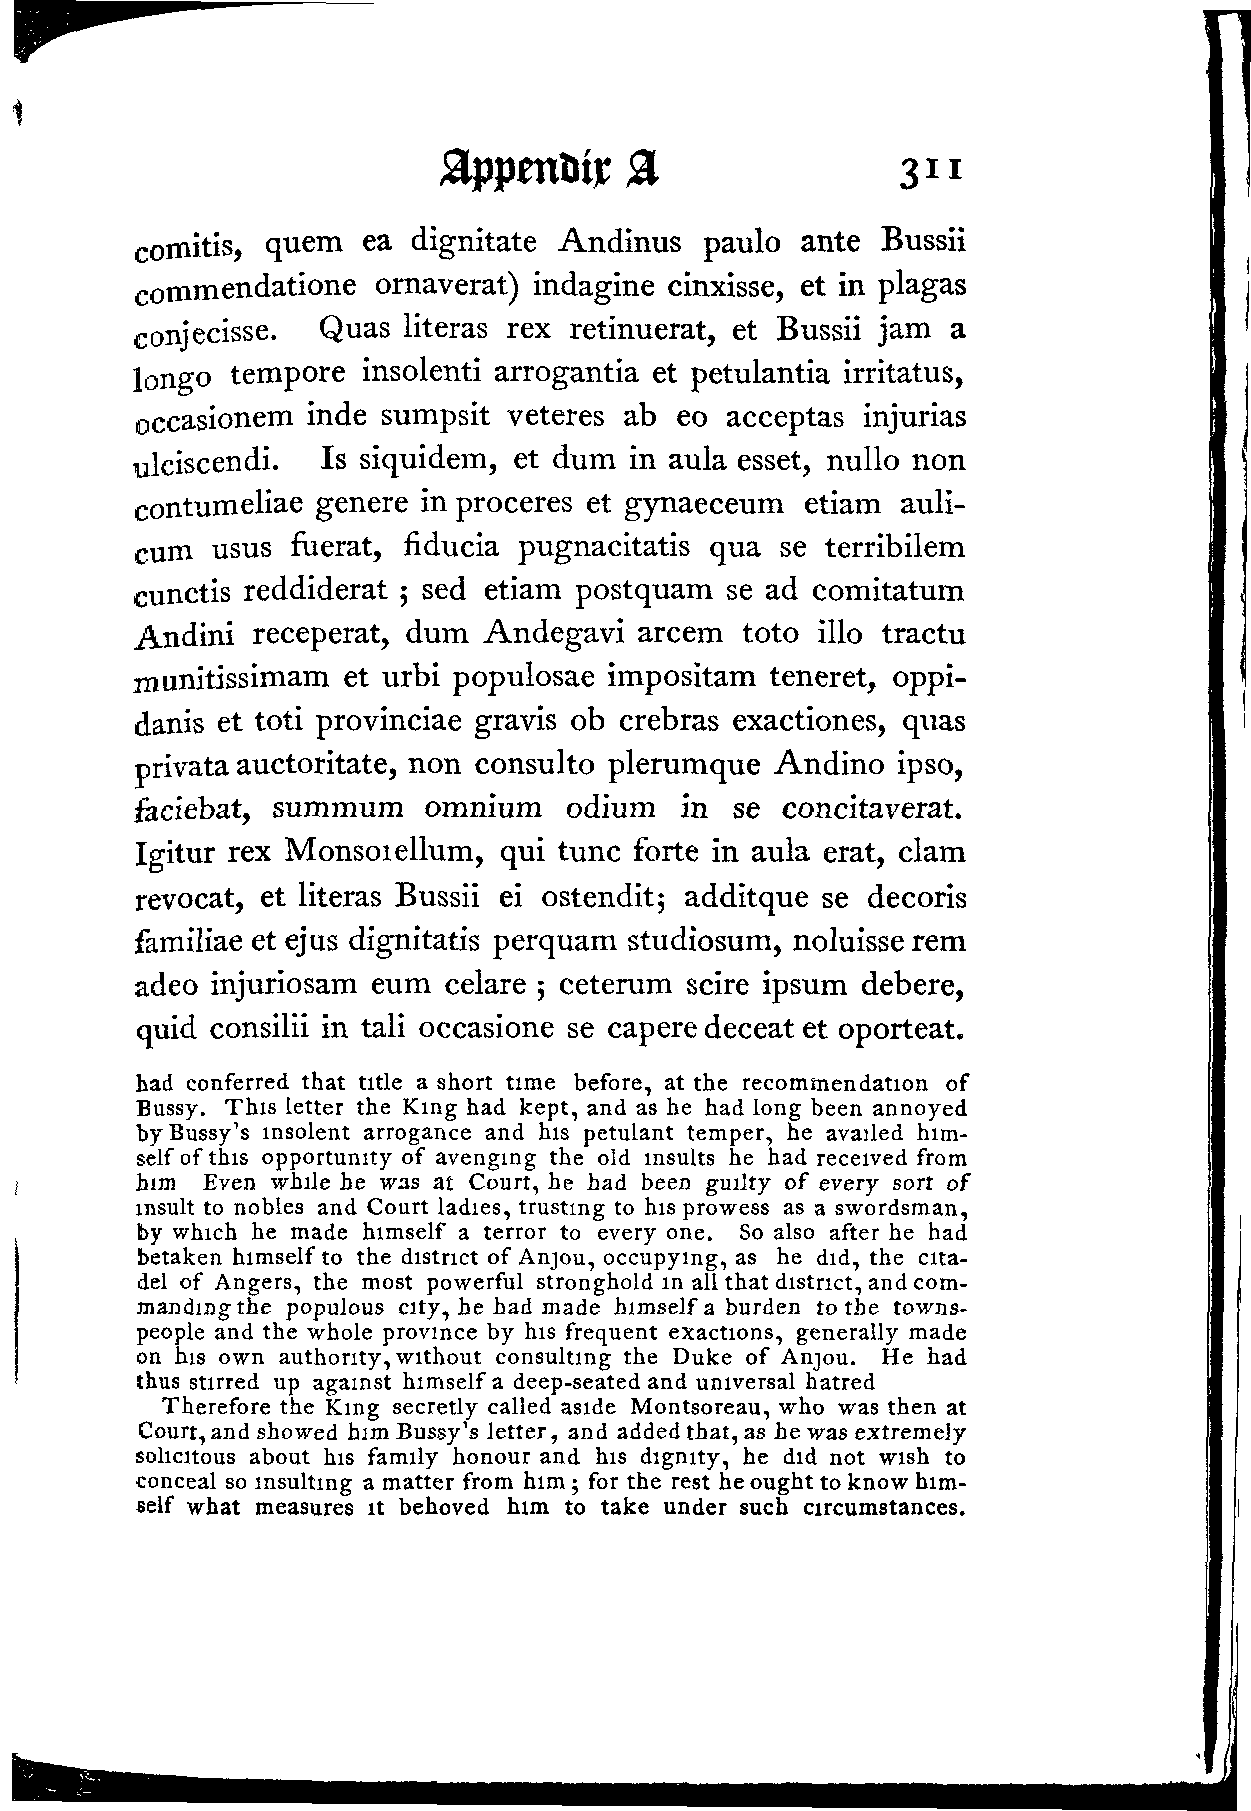 Appendix A 311
comitis, quem ea dignitate Andinus paulo ante Bussii
commendatione ornaverat) indagine cinxisse, et in plagas
conjecisse. Quas literas rex retinuerat, et Bussii jam a
longo tempore insolenti arrogantia et petulantia irritatus,
occasionem inde sumpsit veteres ab eo acceptas injurias
ulciscendi. Is siquidem, et dum in aula esset, nullo non
contumeliae genere in proceres et gynaeceum etiam auli-
cum usus fuerat, fiducia pugnacitatis qua se terribilem
cunctis reddiderat ; sed etiam postquam se ad comitatum
Andini receperat, dum Andegavi arcem toto illo tractu
munitissimam et urbi populosae impositam teneret, oppi-
danis et toti provinciae gravis ob crebras exactiones, quas
privata auctoritate, non consulto plerumque Andino ipso,
faciebat, summum omnium odium in se concitaverat.
Igitur rex Monsorellum, qui tunc forte in aula erat, clam
revocat, et literas Bussii ei ostendit; additque se decoris
familiae et ejus dignitatis perquam studiosum, noluisse rem
adeo injuriosam eum celare ; ceterum scire ipsum debere,
quid consilii in tali occasione se capere deceat et oporteat.
had conferred that title a short time before, at the recommendation of
Bussy. This letter the King had kept, and as he had long been annoyed
by Bussy's insolent arrogance and his petulant temper, he availed him-
self of this opportunity of avenging the old insults he had received from
him Even while he was at Court, he had been guilty of every sort of
insult to nobles and Court ladies, trusting to his prowess as a swordsman,
by which he made himself a terror to every one. So also after he had
betaken himself to the district of Anjou, occupying, as he did, the cita-
del of Angers, the most powerful stronghold in all that district, and com-
manding the populous city, he had made himself a burden to the towns-
people and the whole province by his frequent exactions, generally made
on his own authority, without consulting the Duke of Anjou. He had
thus stirred up against himself a deep-seated and universal hatred
Therefore the King secretly called aside Montsoreau, who was then at
Court, and showed him Bussy's letter, and added that, as he was extremely
solicitous about his family honour and his dignity, he did not wish to
conceal so insulting a matter from him ; for the rest he ought to know him-
self what measures it behoved him to take under such circumstances.